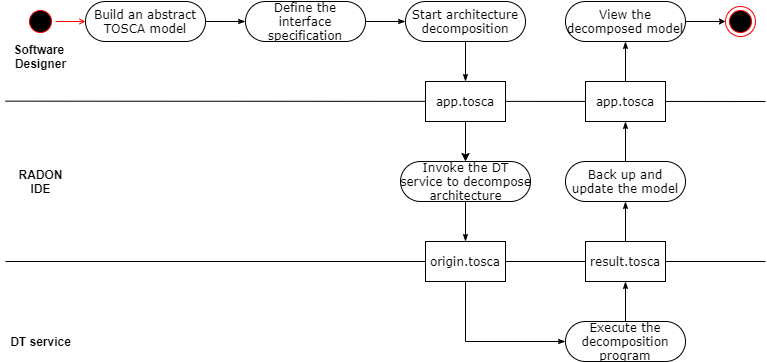 Build an abstract
TOSCA model
Define the
interface
specification
Start architecture
decomposition
View the
decomposed model
Software
Designer
app.tosca
app.tosca
RADON
IDE
Invoke the DT
service to decompose
architecture
Back up and
update the model
origin.tosca
result.tosca
DT service
Execute the
decomposition
program